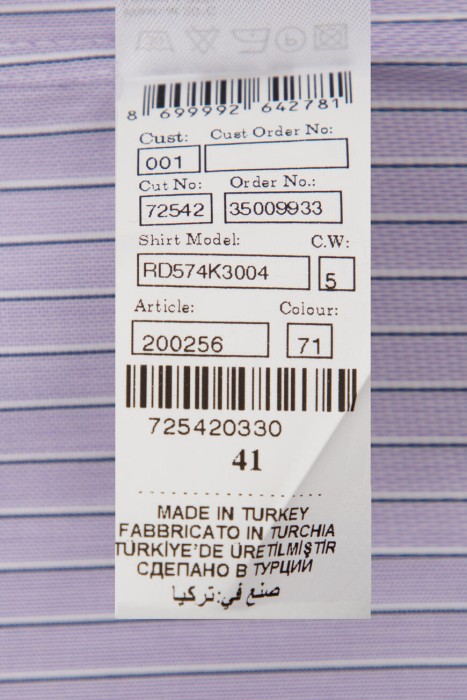 8 699992 642781
Cust: Cust Order No:
001
Cut No: Order No.:
72542 35009933
Shirt Model: C.W:
RD574K3004 5
Article: Colour:
200256 71
725420330
41
MADE IN TURKEY
FABBRICATO IN TURCHIA
TÜRKİYE'DE ÜRETİLMİŞTİR
СДЕПАНО В ТУРЦИИ
صنع في:تركيا